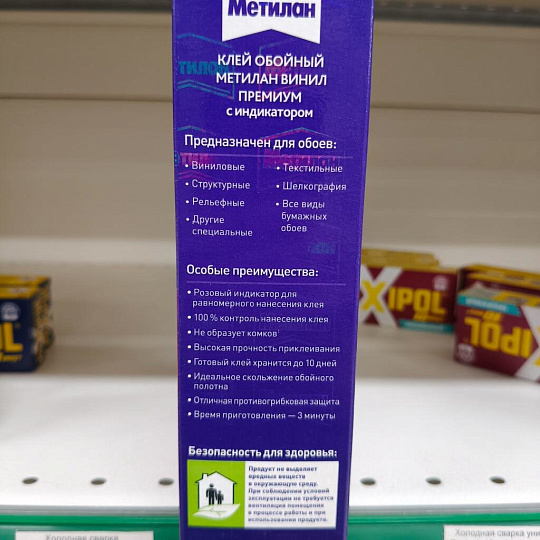 Метилан
КЛЕЙ ОБОЙНЫЙ
МЕТИЛАН ВИНИЛ
ПРЕМИУМ
с индикатором
Предназначен для обоев:
• Виниловые
• Структурные
• Рельефные
• Другие
специальные
• Текстильные
• Шелкография
• Все виды
бумажных
обоев
Особые преимущества:
• Розовый индикатор для
равномерного нанесения клея
• 100 % контроль нанесения клея
• Не образует комков
• Высокая прочность приклеивания
• Готовый клей хранится до 10 дней
• Идеальное скольжение обойного
полотна
• Отличная противогрибковая защита
• Время приготовления — 3 минуты
Безопасность для здоровья:
Продукт не выделяет
вредных веществ
в окружающую среду.
При соблюдении условий
эксплуатации не требуется
вентиляция помещения
в процессе работы и при
использовании продукта.
XIPOL
IPOL
Холодная сварка
Холодная сварка уни